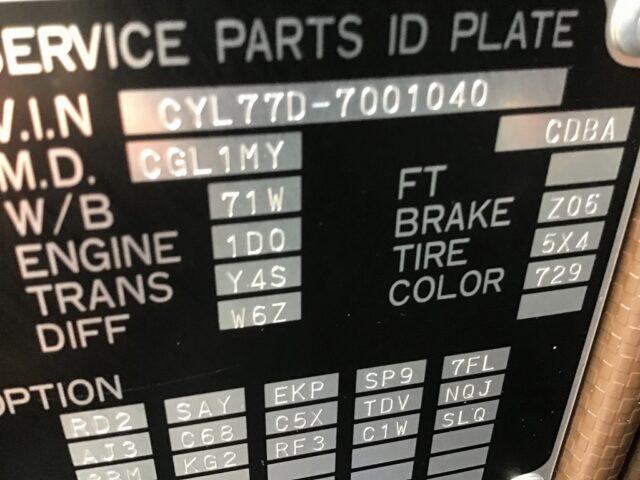 SERVICE PARTS ID PLATE
V.I.N CYL77D-7001040
M.D. CGL1MY CDBA
W/B 71W FT
ENGINE 1D0 BRAKE Z06
TRANS Y4S TIRE 5X4
DIFF W6Z COLOR 729
OPTION
RD2 SAY EKP SP9 7FL
AJ3 C68 C5X TDV NQJ
KG2 RF3 C1W SLQ